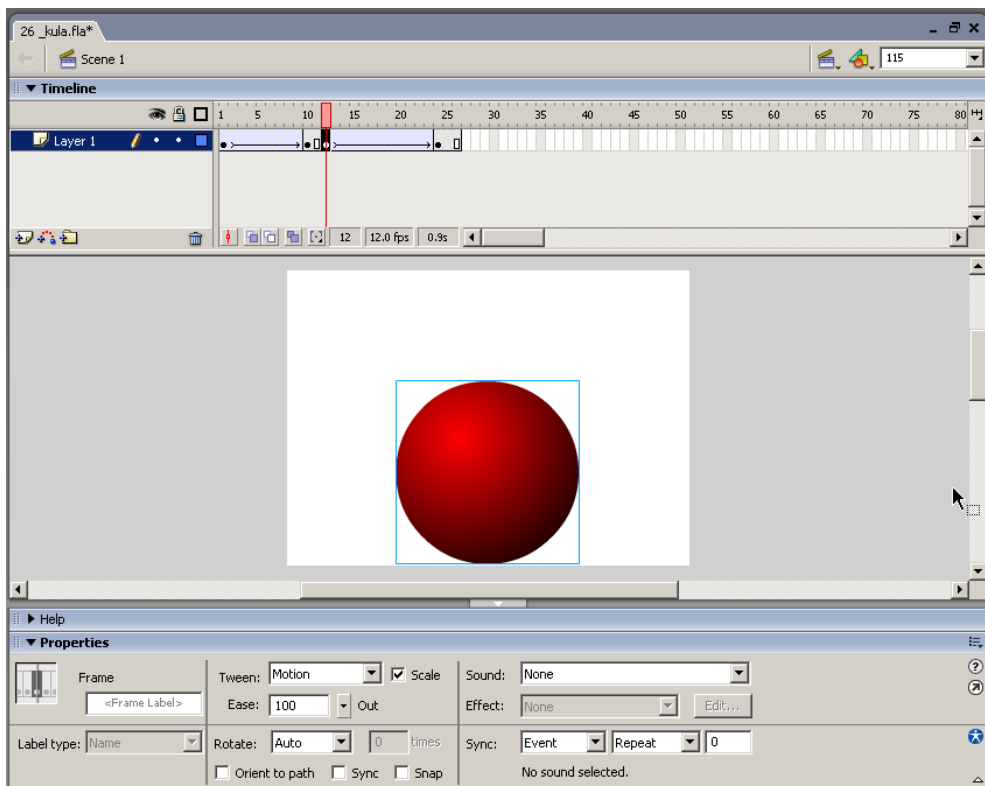 26 _kula.fla*
Scene 1
115
Timeline
1 5 10 15 20 25 30 35 40 45 50 55 60 65 70 75 80
Layer 1
12 12.0 fps 0.9s
Help
Properties
Frame
<Frame Label>
Label type: Name
Tween: Motion Scale
Ease: 100 Out
Rotate: Auto 0 times
Orient to path Sync Snap
Sound: None
Effect: None Edit...
Sync: Event Repeat 0
No sound selected.